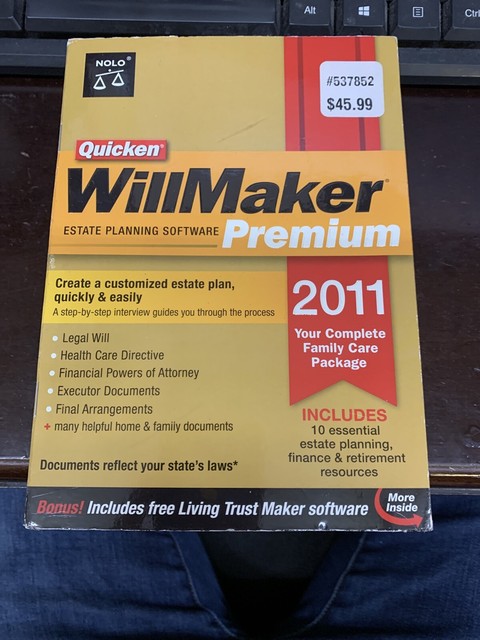 Alt
Ctrl
NOLO®
#537852
$45.99
Quicken®
WillMaker®
ESTATE PLANNING SOFTWARE
Premium
Create a customized estate plan,
quickly & easily
A step-by-step interview guides you through the process
Legal Will
Health Care Directive
Financial Powers of Attorney
Executor Documents
Final Arrangements
+ many helpful home & family documents
Documents reflect your state's laws*
2011
Your Complete
Family Care
Package
INCLUDES
10 essential
estate planning,
finance & retirement
resources
Bonus! Includes free Living Trust Maker software
More
Inside